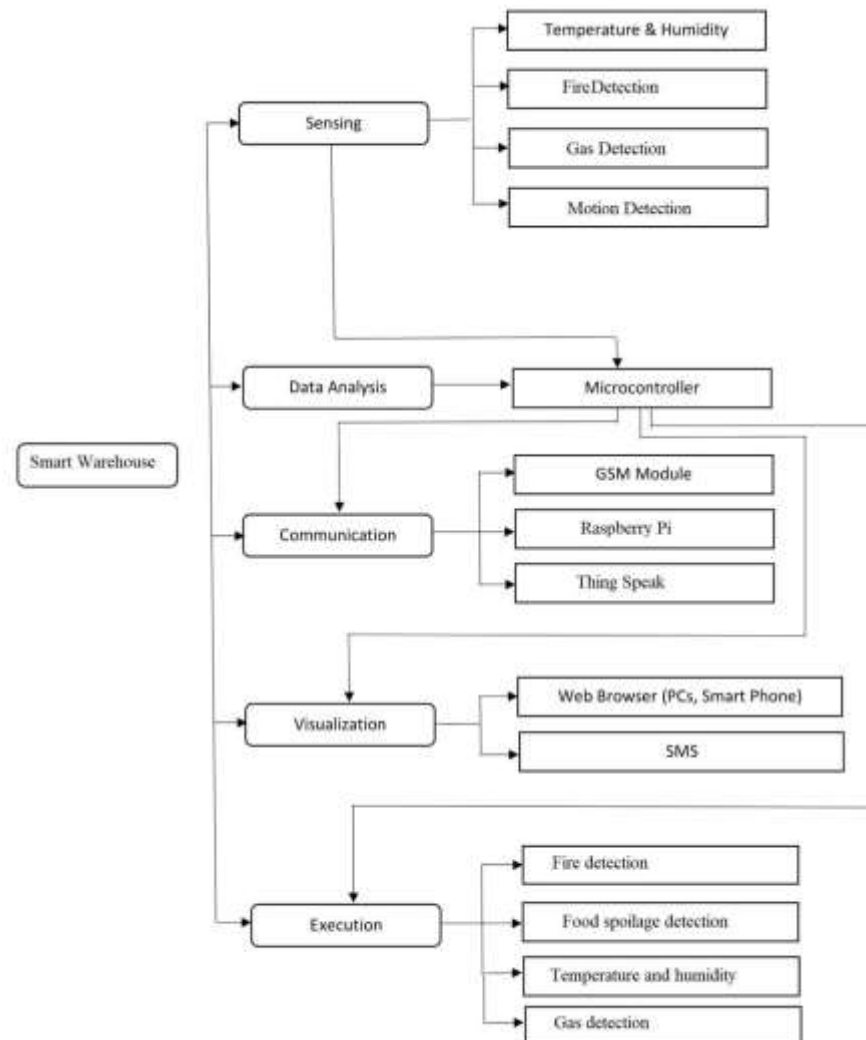 Temperature & Humidity
FireDetection
Sensing
Gas Detection
Motion Detection
Data Analysis
Microcontroller
Smart Warehouse
GSM Module
Communication
Raspberry Pi
Thing Speak
Web Browser (PCs, Smart Phone)
Visualization
SMS
Fire detection
Execution
Food spoilage detection
Temperature and humidity
Gas detection